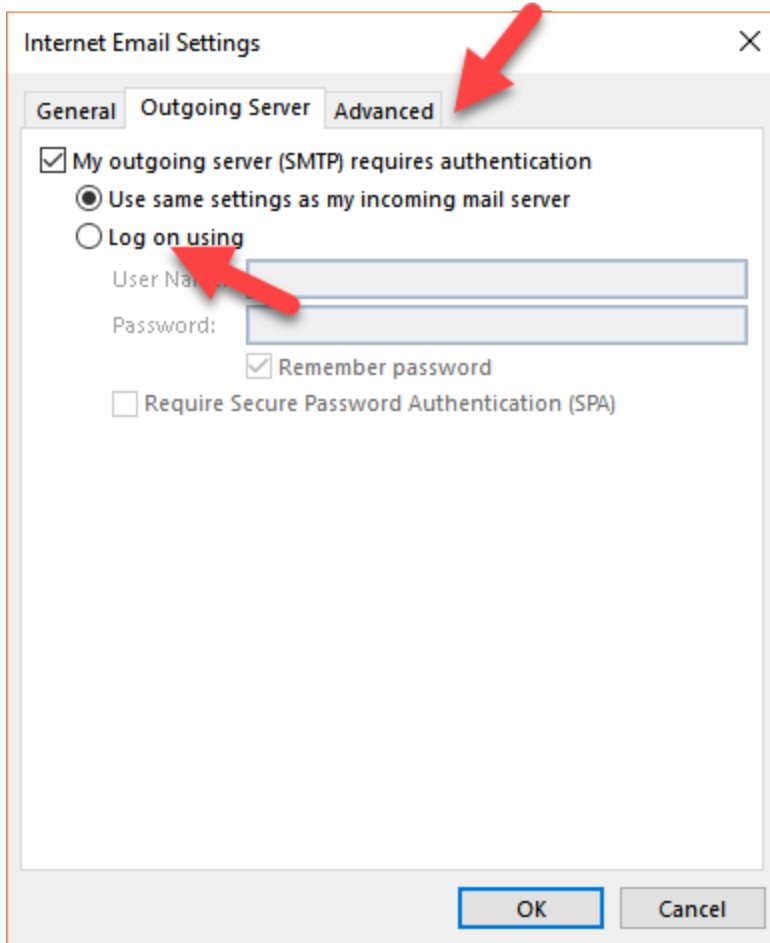 Internet Email Settings
General Outgoing Server Advanced
My outgoing server (SMTP) requires authentication
Use same settings as my incoming mail server
Log on using
User
Password:
Remember password
Require Secure Password Authentication (SPA)
OK Cancel